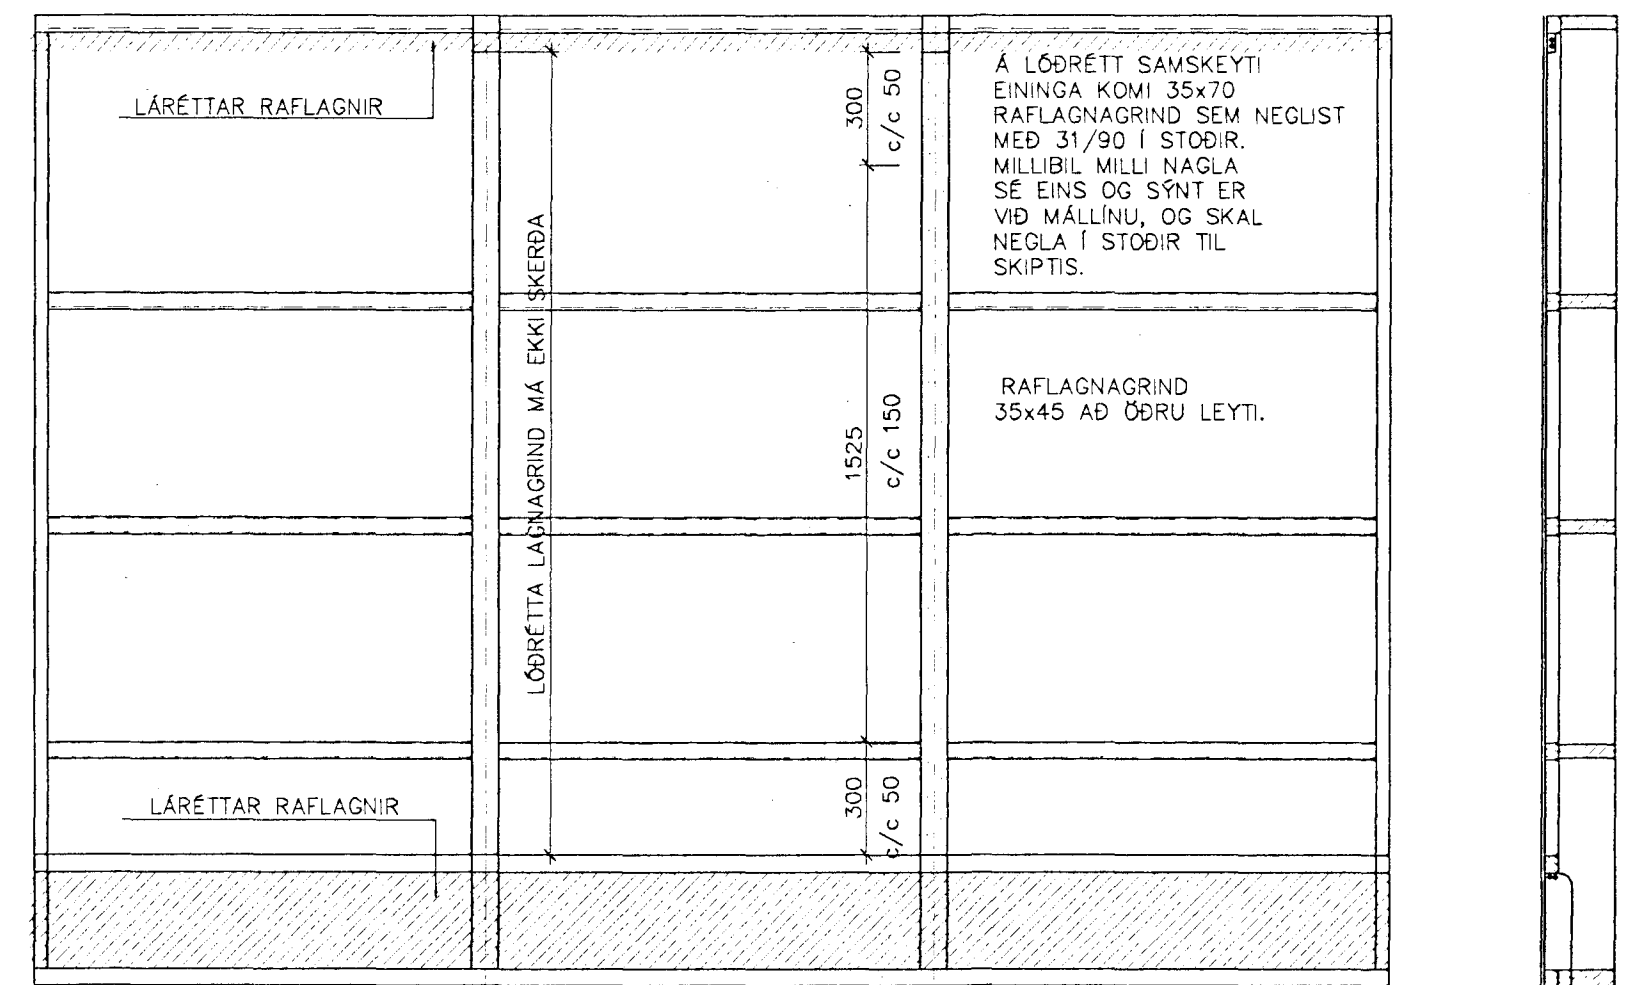 LÁRÉTTAR RAFLAGNIR
LÓÐRÉTTA LAGNAGRIND MÁ EKKI SKERÐA
300
c/c 50
1525
c/c 150
300
c/c 50
Á LÓÐRÉTT SAMSKEYTI
EININGA KOMI 35x70
RAFLAGNAGRIND SEM NEGLIST
MEÐ 31/90 Í STOÐIR.
MILLIBIL MILLI NAGLA
SÉ EINS OG SÝNT ER
VIÐ MÁLLÍNU, OG SKAL
NEGLA Í STOÐIR TIL
SKIPTIS.
RAFLAGNAGRIND
35x45 AÐ ÖÐRU LEYTI.
LÁRÉTTAR RAFLAGNIR